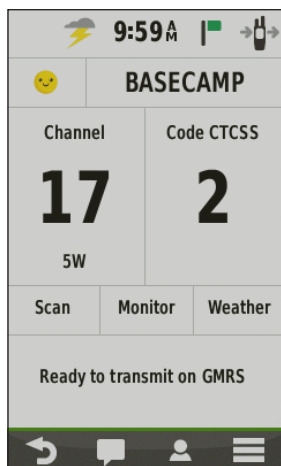 9:59 AM
BASECAMP
Channel
Code CTCSS
17
2
5W
Scan
Monitor
Weather
Ready to transmit on GMRS